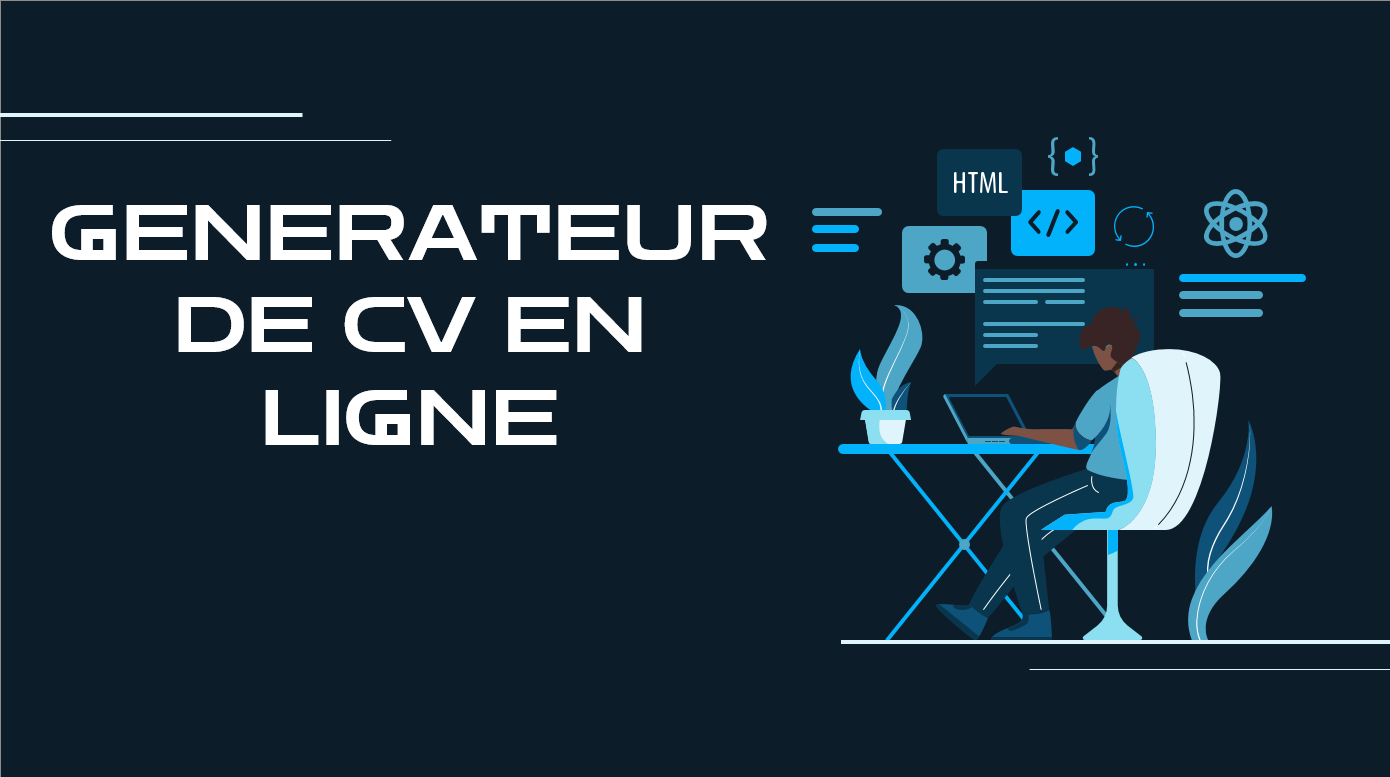 GENERATEUR
DE CV EN
LIGNE
HTML
{ }
</>